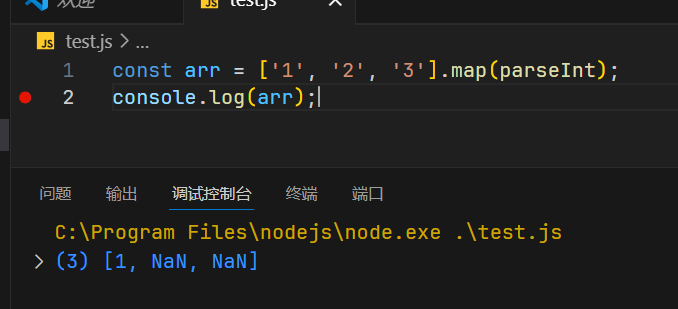 欢迎 test.js
test.js > ...
1 const arr = ['1', '2', '3'].map(parseInt);
2 console.log(arr);
问题 输出 调试控制台 终端 端口
C:\Program Files\nodejs\node.exe .\test.js
> (3) [1, NaN, NaN]